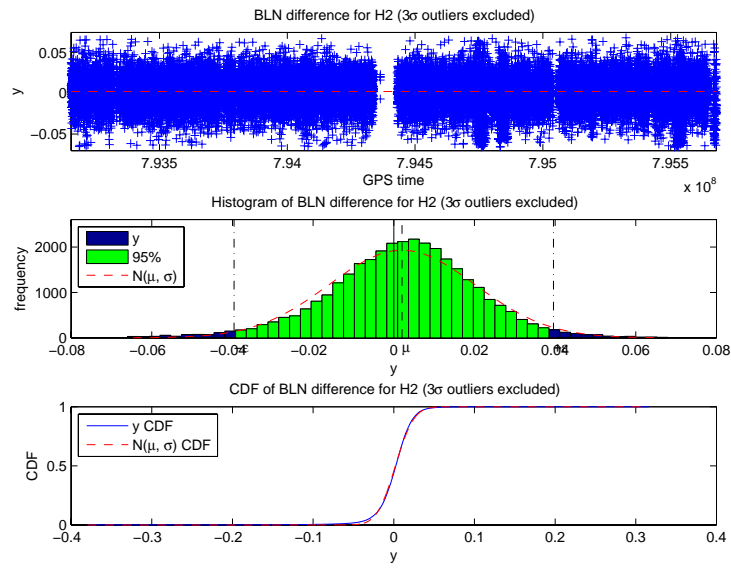 BLN difference for H2 (3σ outliers excluded)
0.05
0
−0.05
y
7.935 7.94 7.945 7.95 7.955
x 10^8
GPS time
Histogram of BLN difference for H2 (3σ outliers excluded)
y
95%
N(μ, σ)
2000
1000
0
frequency
−0.08 −0.06 −0.04 −0.02 0 0.02 0.04 0.06 0.08
μ
y
CDF of BLN difference for H2 (3σ outliers excluded)
y CDF
N(μ, σ) CDF
1
0.5
0
CDF
−0.4 −0.3 −0.2 −0.1 0 0.1 0.2 0.3 0.4
y